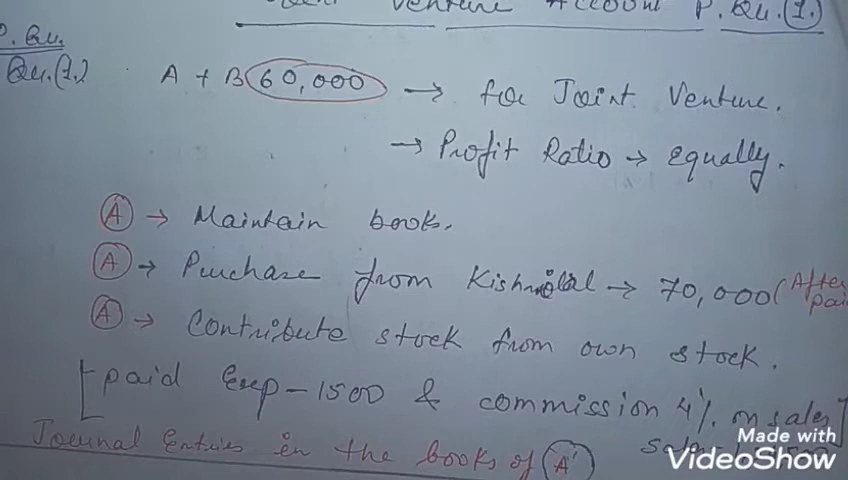 Venture Account P. Qu.(1.)
P. Qu.
Qu.(1.) A + B 60,000 → for Joint Venture.
→ Profit Ratio → Equally.
A → Maintain books.
A → Purchase from Kishnalal → 70,000 (After
paid
A → Contribute stock from own stock.
[paid Exp - 1500 & commission 4% on sales]
Journal Entries in the books of 'A'
Made with
VideoShow